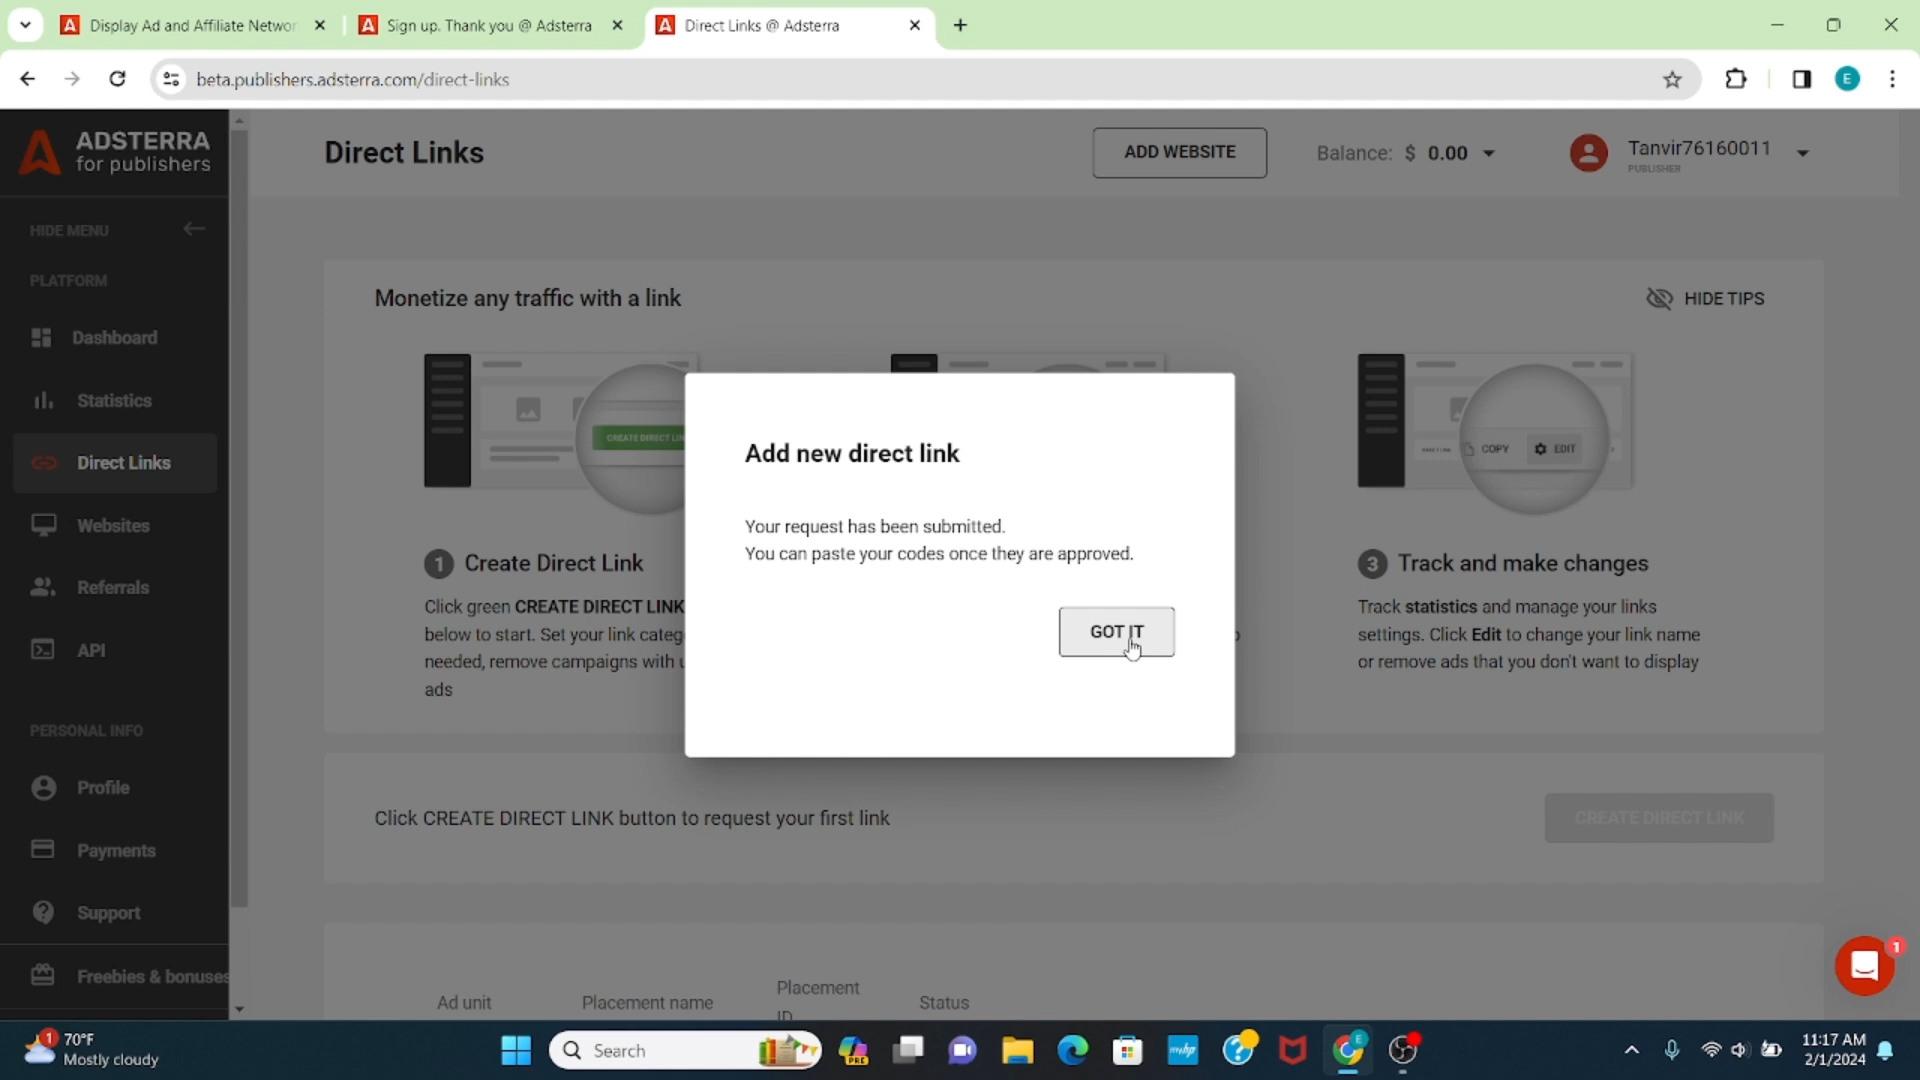 Display Ad and Affiliate Networ
Sign up. Thank you @ Adsterra
Direct Links @ Adsterra
beta.publishers.adsterra.com/direct-links
E
ADSTERRA
for publishers
Direct Links
ADD WEBSITE
Balance: $ 0.00
Tanvir76160011
PUBLISHER
HIDE MENU
PLATFORM
Dashboard
Statistics
Direct Links
Websites
Referrals
API
PERSONAL INFO
Profile
Payments
Support
Freebies & bonuses
Monetize any traffic with a link
HIDE TIPS
CREATE DIRECT LIN
COPY
EDIT
1 Create Direct Link
Click green CREATE DIRECT LINK
below to start. Set your link categ
needed, remove campaigns with u
ads
3 Track and make changes
Track statistics and manage your links
settings. Click Edit to change your link name
or remove ads that you don't want to display
Add new direct link
Your request has been submitted.
You can paste your codes once they are approved.
GOT IT
Click CREATE DIRECT LINK button to request your first link
CREATE DIRECT LINK
Ad unit
Placement name
Placement
ID
Status
1
1
70°F
Mostly cloudy
Search
PRE
myhp
E
11:17 AM
2/1/2024